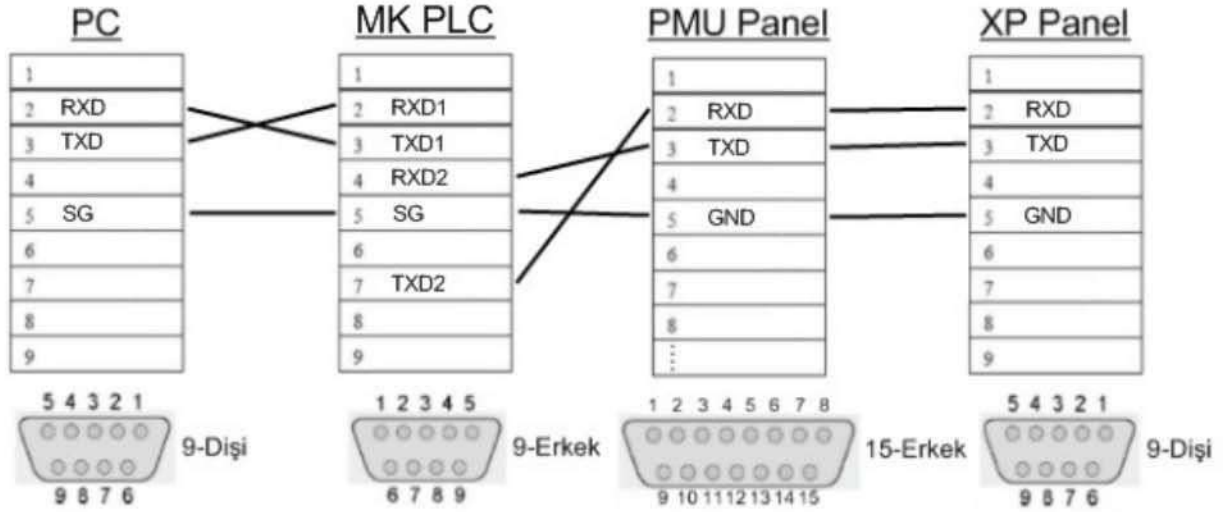 PC MK PLC PMU Panel XP Panel
1 1 1 1
2 RXD 2 RXD1 2 RXD 2 RXD
3 TXD 3 TXD1 3 TXD 3 TXD
4 4 RXD2 4 4
5 SG 5 SG 5 GND 5 GND
6 6 6 6
7 7 TXD2 7 7
8 8 8 8
9 9 9
5 4 3 2 1 1 2 3 4 5 1 2 3 4 5 6 7 8 5 4 3 2 1
9-Dişi 9-Erkek 15-Erkek 9-Dişi
9 8 7 6 6 7 8 9 9 10 11 12 13 14 15 9 8 7 6